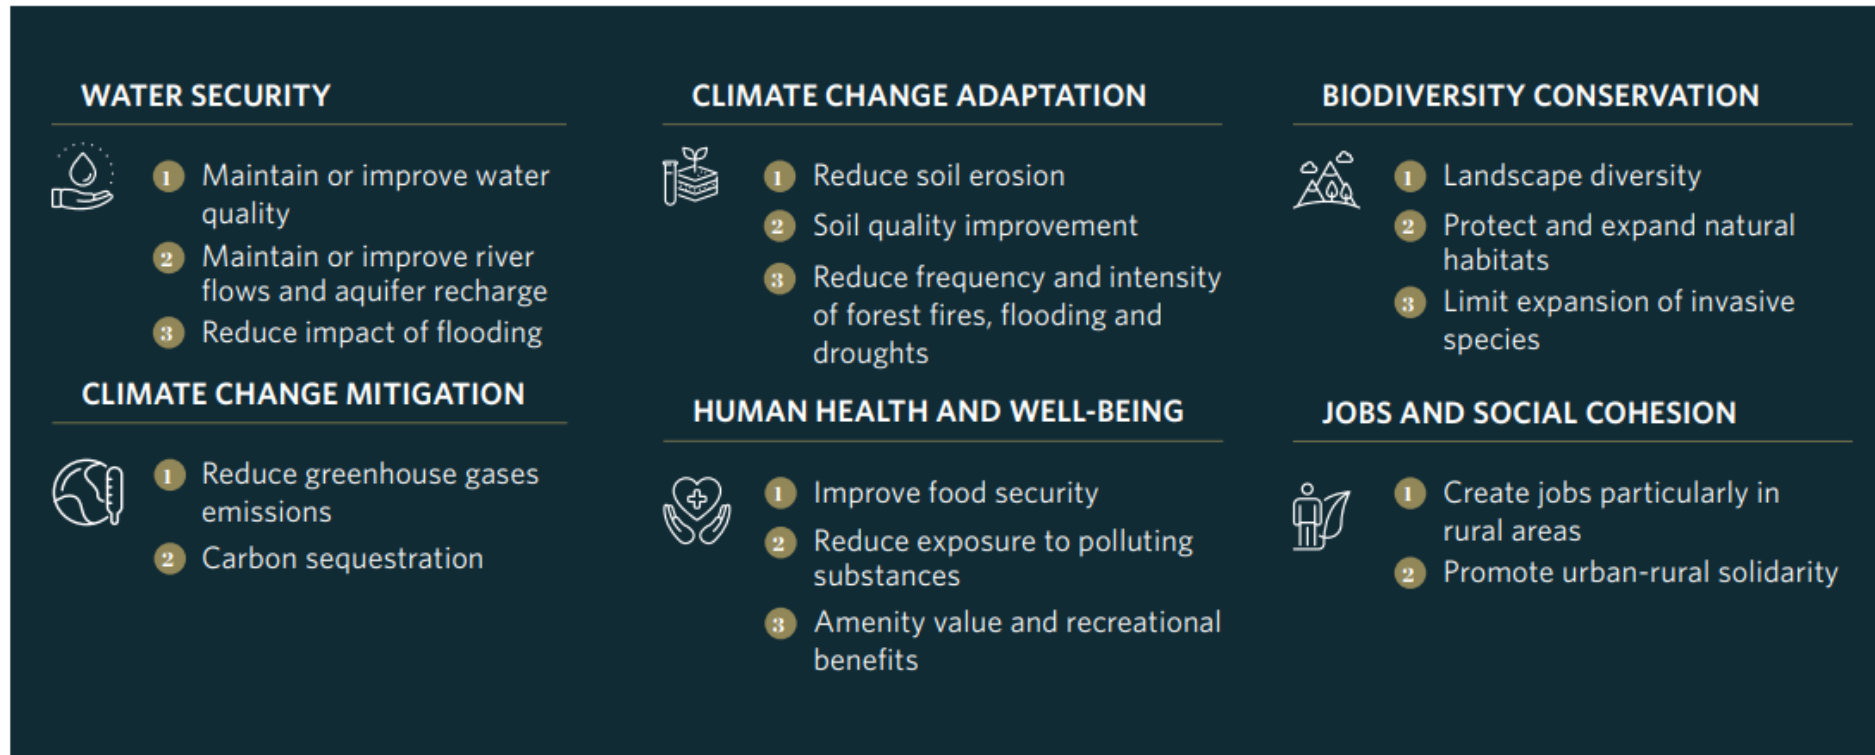 WATER SECURITY
1 Maintain or improve water
quality
2 Maintain or improve river
flows and aquifer recharge
3 Reduce impact of flooding
CLIMATE CHANGE MITIGATION
1 Reduce greenhouse gases
emissions
2 Carbon sequestration
CLIMATE CHANGE ADAPTATION
1 Reduce soil erosion
2 Soil quality improvement
3 Reduce frequency and intensity
of forest fires, flooding and
droughts
HUMAN HEALTH AND WELL-BEING
1 Improve food security
2 Reduce exposure to polluting
substances
3 Amenity value and recreational
benefits
BIODIVERSITY CONSERVATION
1 Landscape diversity
2 Protect and expand natural
habitats
3 Limit expansion of invasive
species
JOBS AND SOCIAL COHESION
1 Create jobs particularly in
rural areas
2 Promote urban-rural solidarity